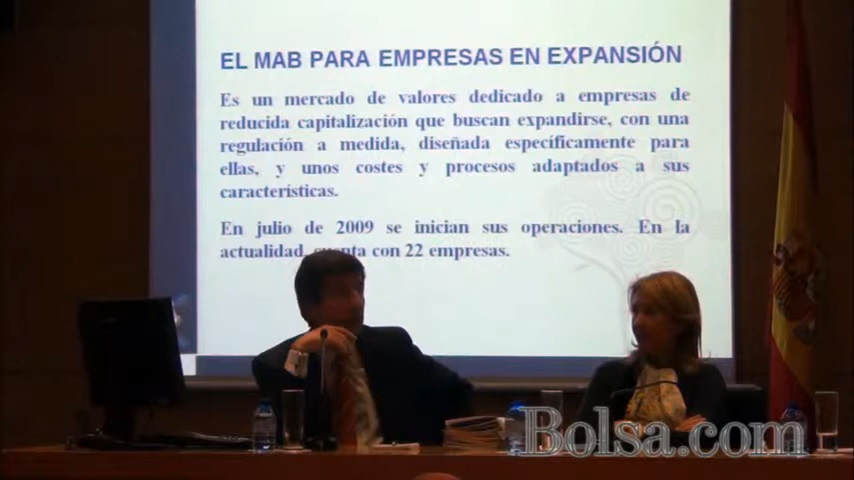 EL MAB PARA EMPRESAS EN EXPANSIÓN
Es un mercado de valores dedicado a empresas de
reducida capitalización que buscan expandirse, con una
regulación a medida, diseñada específicamente para
ellas, y unos costes y procesos adaptados a sus
características.
En julio de 2009 se inician sus operaciones. En la
actualidad, cuenta con 22 empresas.
Bolsa.com